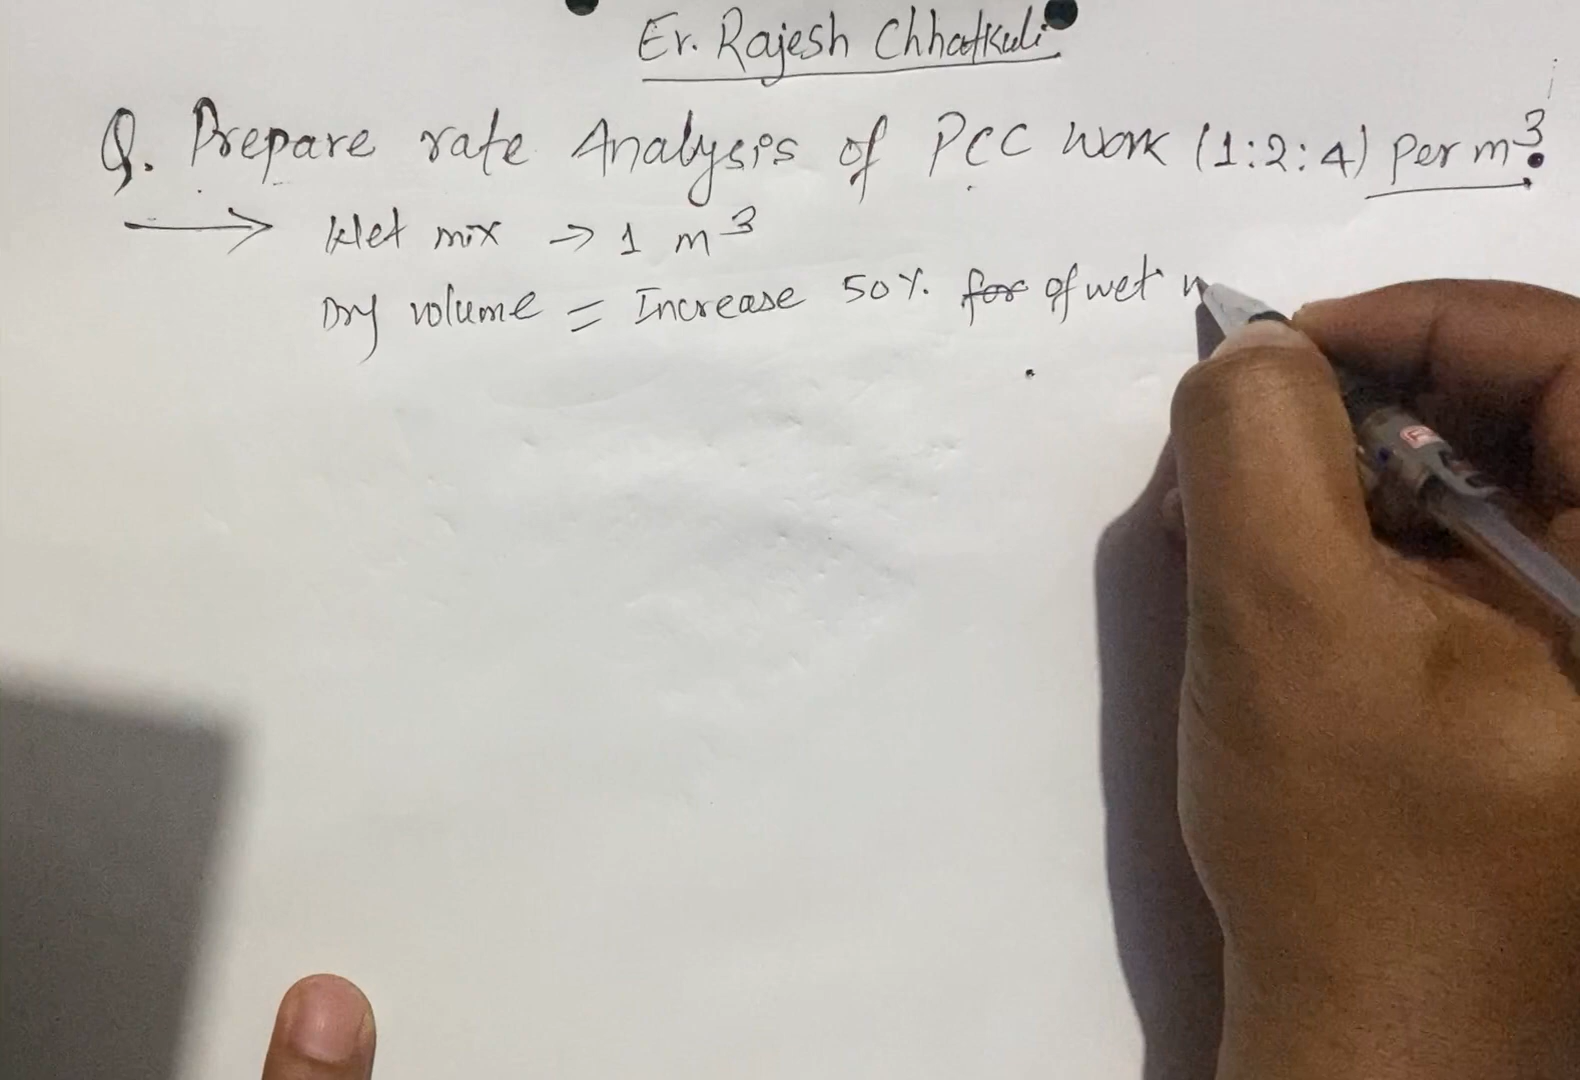 Er. Rajesh Chhatkuli
Q. Prepare rate Analysis of PCC Work (1:2:4) per m³.
→ Wet mix → 1 m³
Dry volume = Increase 50% for of wet